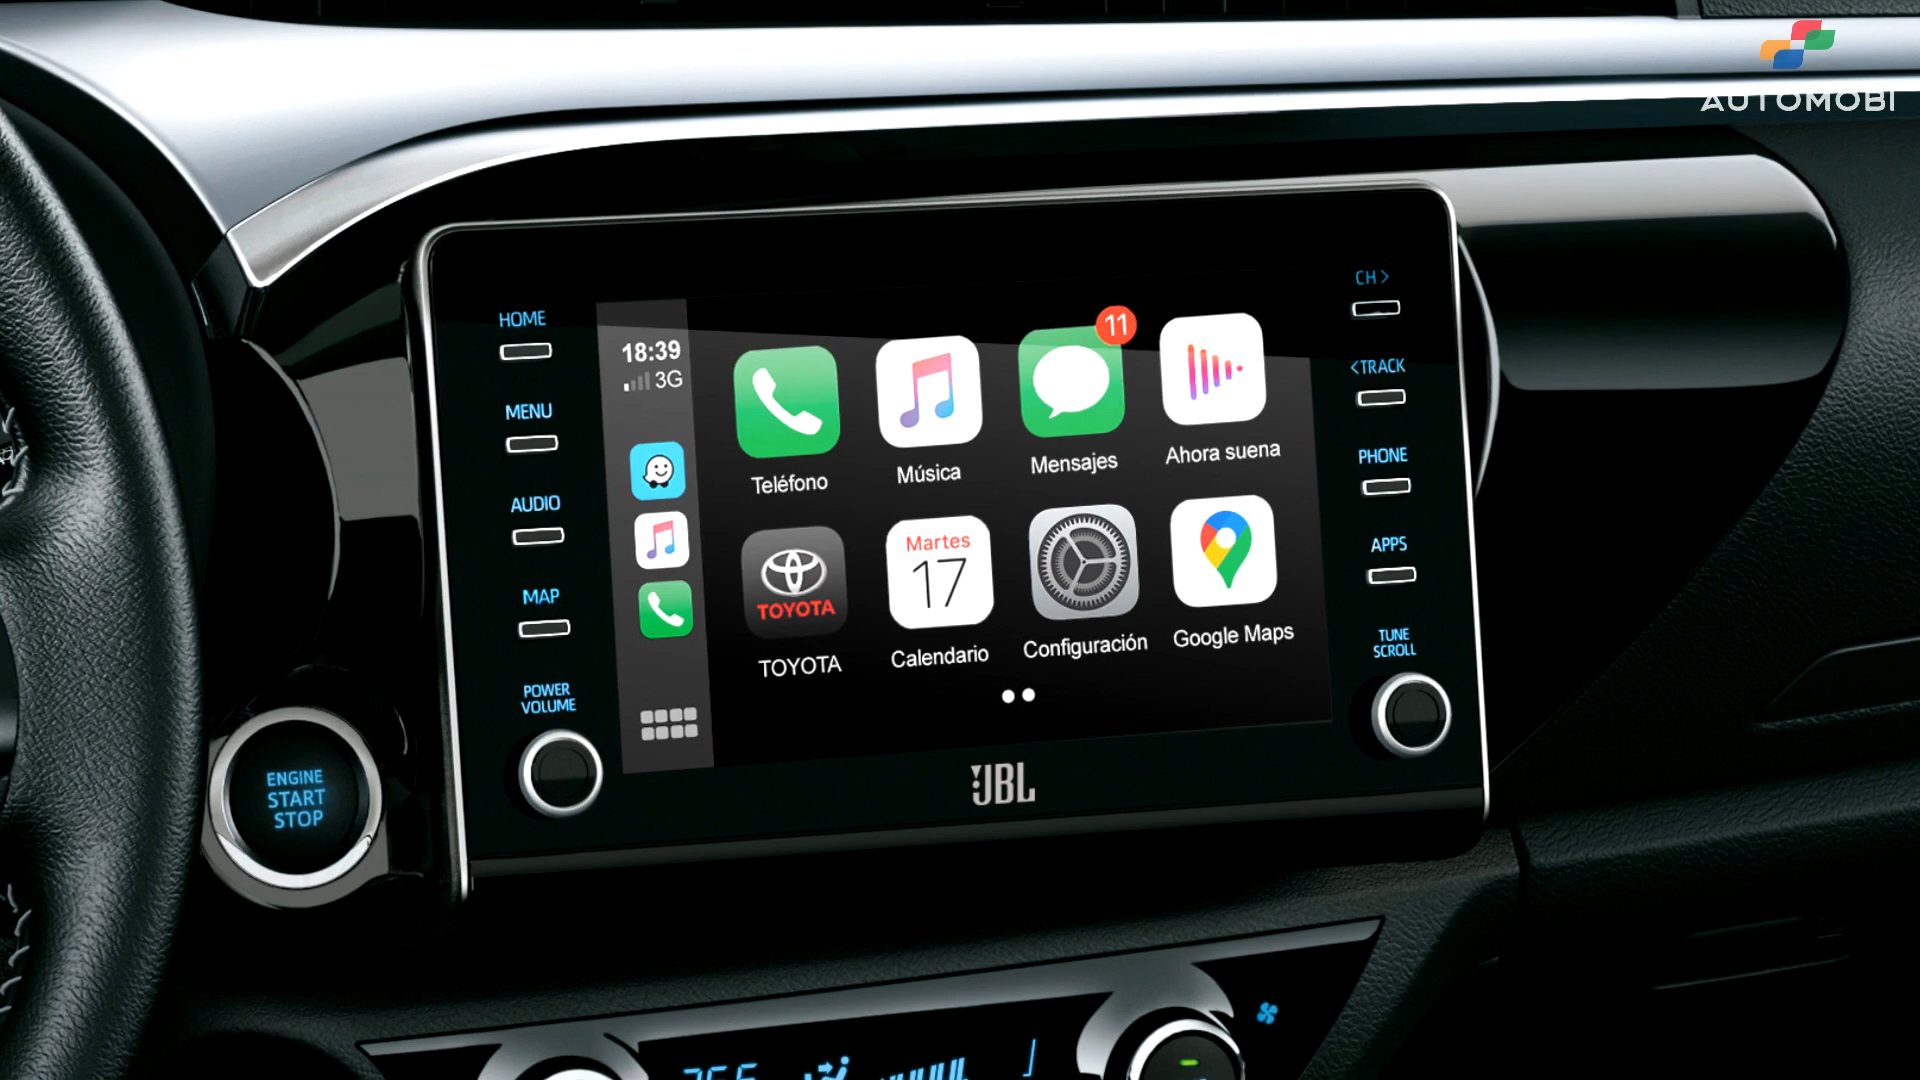 AUTOMOBI
HOME
MENU
AUDIO
MAP
POWER
VOLUME
18:39
3G
11
Teléfono
Música
Mensajes
Ahora suena
TOYOTA
TOYOTA
Martes
17
Calendario
Configuración
Google Maps
CH >
<TRACK
PHONE
APPS
TUNE
SCROLL
JBL
ENGINE
START
STOP